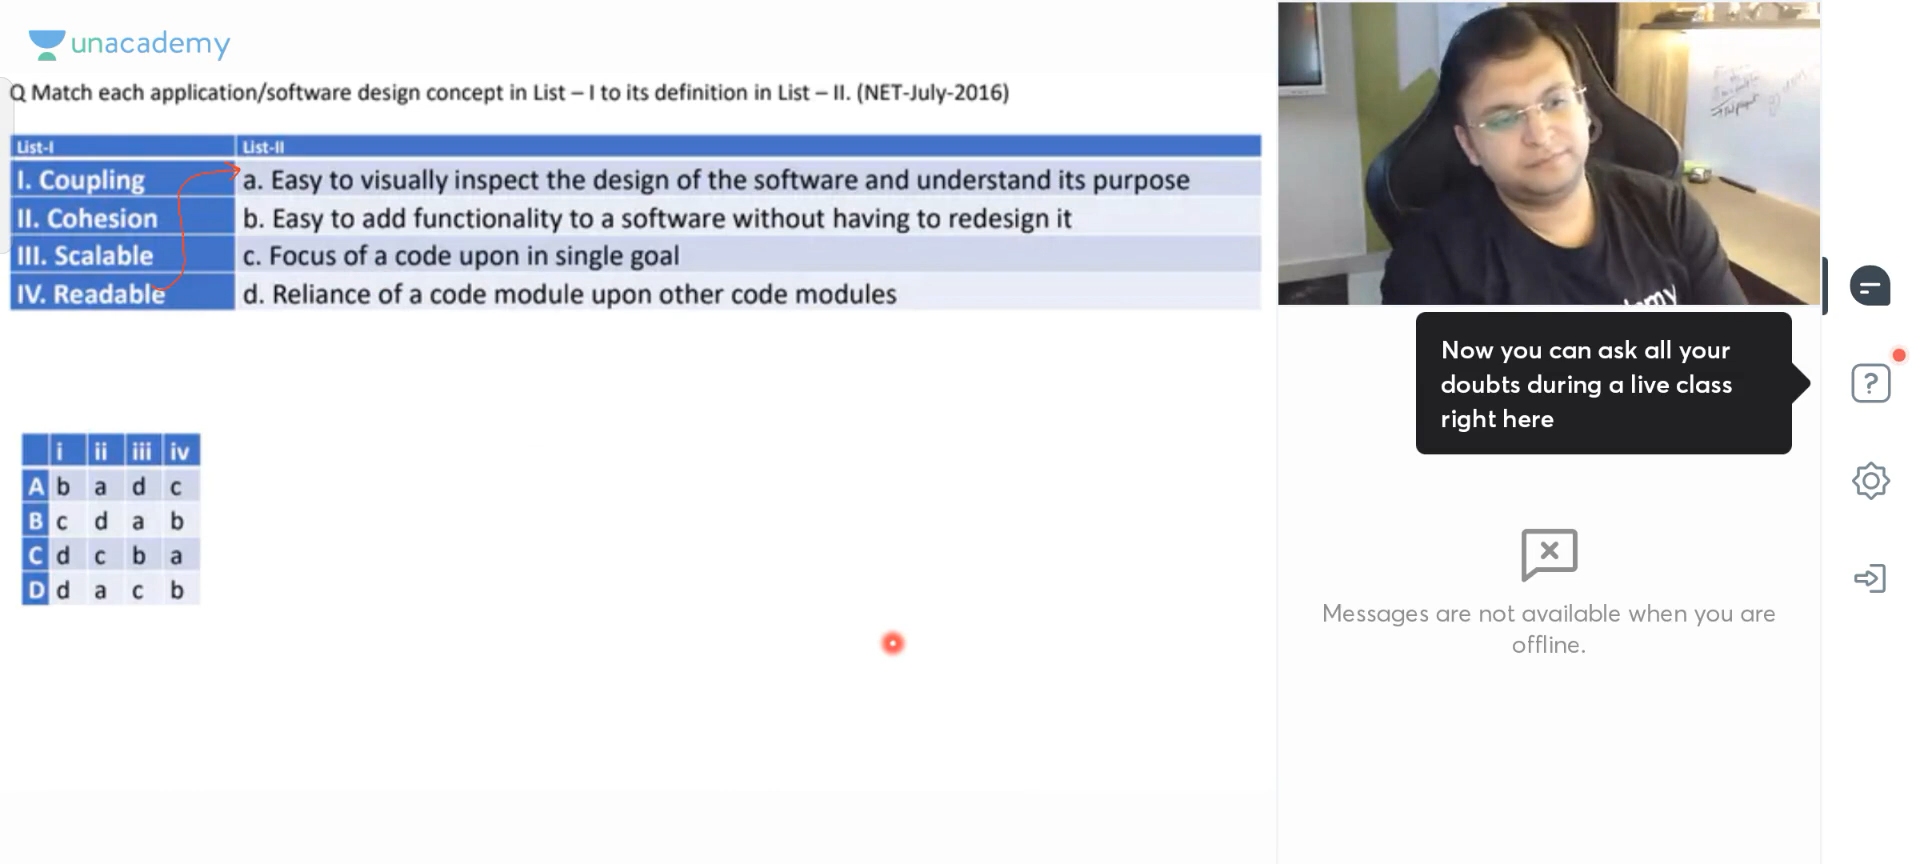 unacademy
Q Match each application/software design concept in List – I to its definition in List – II. (NET-July-2016)
List-I List-II
I. Coupling a. Easy to visually inspect the design of the software and understand its purpose
II. Cohesion b. Easy to add functionality to a software without having to redesign it
III. Scalable c. Focus of a code upon in single goal
IV. Readable d. Reliance of a code module upon other code modules
i ii iii iv
A b a d c
B c d a b
C d c b a
D d a c b
Now you can ask all your
doubts during a live class
right here
?
Messages are not available when you are
offline.